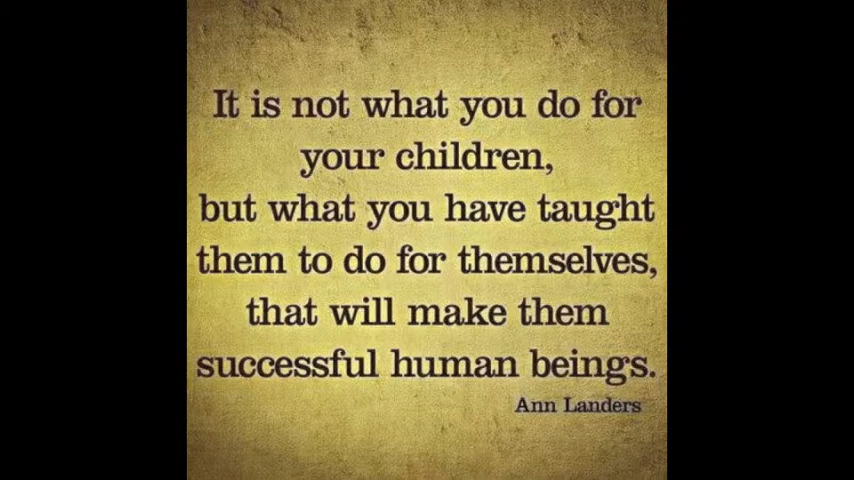 It is not what you do for
your children,
but what you have taught
them to do for themselves,
that will make them
successful human beings.
Ann Landers